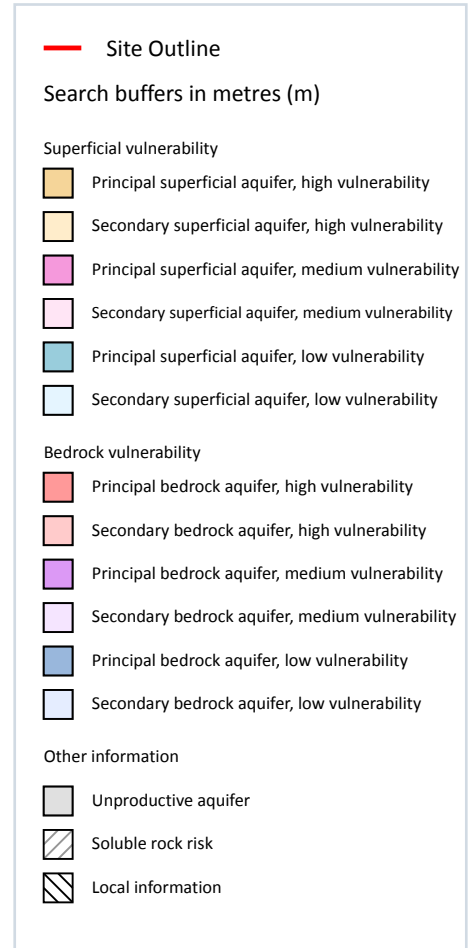 Site Outline
Search buffers in metres (m)
Superficial vulnerability
Principal superficial aquifer, high vulnerability
Secondary superficial aquifer, high vulnerability
Principal superficial aquifer, medium vulnerability
Secondary superficial aquifer, medium vulnerability
Principal superficial aquifer, low vulnerability
Secondary superficial aquifer, low vulnerability
Bedrock vulnerability
Principal bedrock aquifer, high vulnerability
Secondary bedrock aquifer, high vulnerability
Principal bedrock aquifer, medium vulnerability
Secondary bedrock aquifer, medium vulnerability
Principal bedrock aquifer, low vulnerability
Secondary bedrock aquifer, low vulnerability
Other information
Unproductive aquifer
Soluble rock risk
Local information